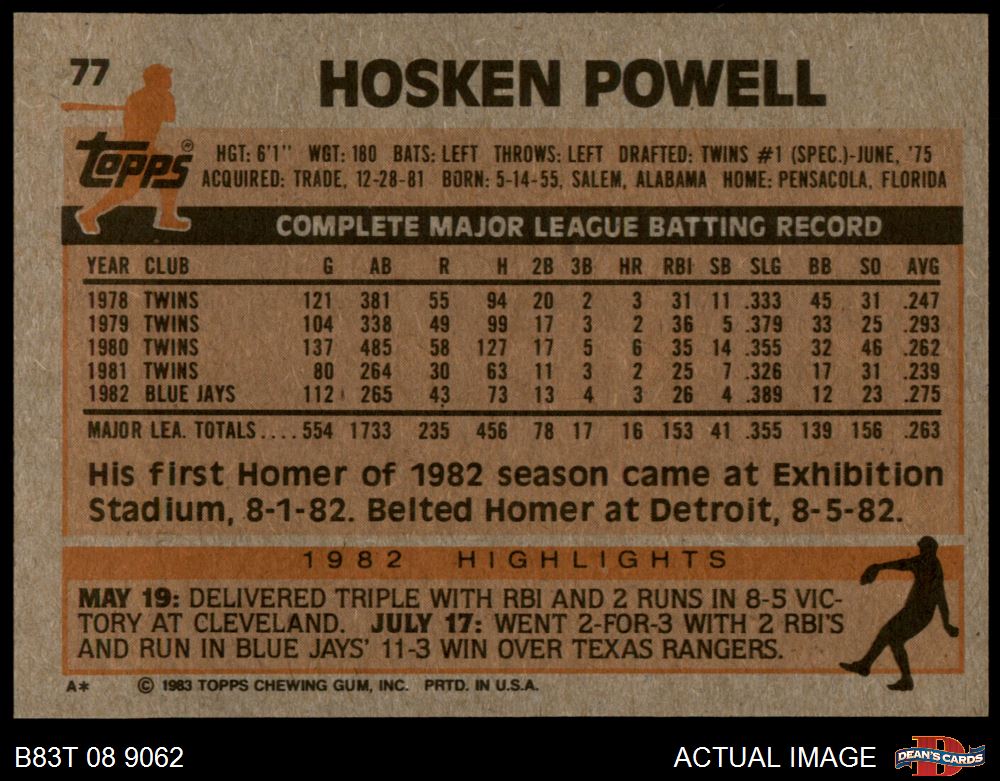 77
HOSKEN POWELL
Topps®
HGT: 6'1" WGT: 180 BATS: LEFT THROWS: LEFT DRAFTED: TWINS #1 (SPEC.)-JUNE, '75
ACQUIRED: TRADE, 12-28-81 BORN: 5-14-55, SALEM, ALABAMA HOME: PENSACOLA, FLORIDA
COMPLETE MAJOR LEAGUE BATTING RECORD
YEAR CLUB G AB R H 2B 3B HR RBI SB SLG BB SO AVG
1978 TWINS 121 381 55 94 20 2 3 31 11 .333 45 31 .247
1979 TWINS 104 338 49 99 17 3 2 36 5 .379 33 25 .293
1980 TWINS 137 485 58 127 17 5 6 35 14 .355 32 46 .262
1981 TWINS 80 264 30 63 11 3 2 25 7 .326 17 31 .239
1982 BLUE JAYS 112 265 43 73 13 4 3 26 4 .389 12 23 .275
MAJOR LEA. TOTALS....554 1733 235 456 78 17 16 153 41 .355 139 156 .263
His first Homer of 1982 season came at Exhibition
Stadium, 8-1-82. Belted Homer at Detroit, 8-5-82.
1982 HIGHLIGHTS
MAY 19: DELIVERED TRIPLE WITH RBI AND 2 RUNS IN 8-5 VIC-
TORY AT CLEVELAND. JULY 17: WENT 2-FOR-3 WITH 2 RBI'S
AND RUN IN BLUE JAYS' 11-3 WIN OVER TEXAS RANGERS.
A* © 1983 TOPPS CHEWING GUM, INC. PRTD. IN U.S.A.
B83T 08 9062 ACTUAL IMAGE D DEAN'S CARDS